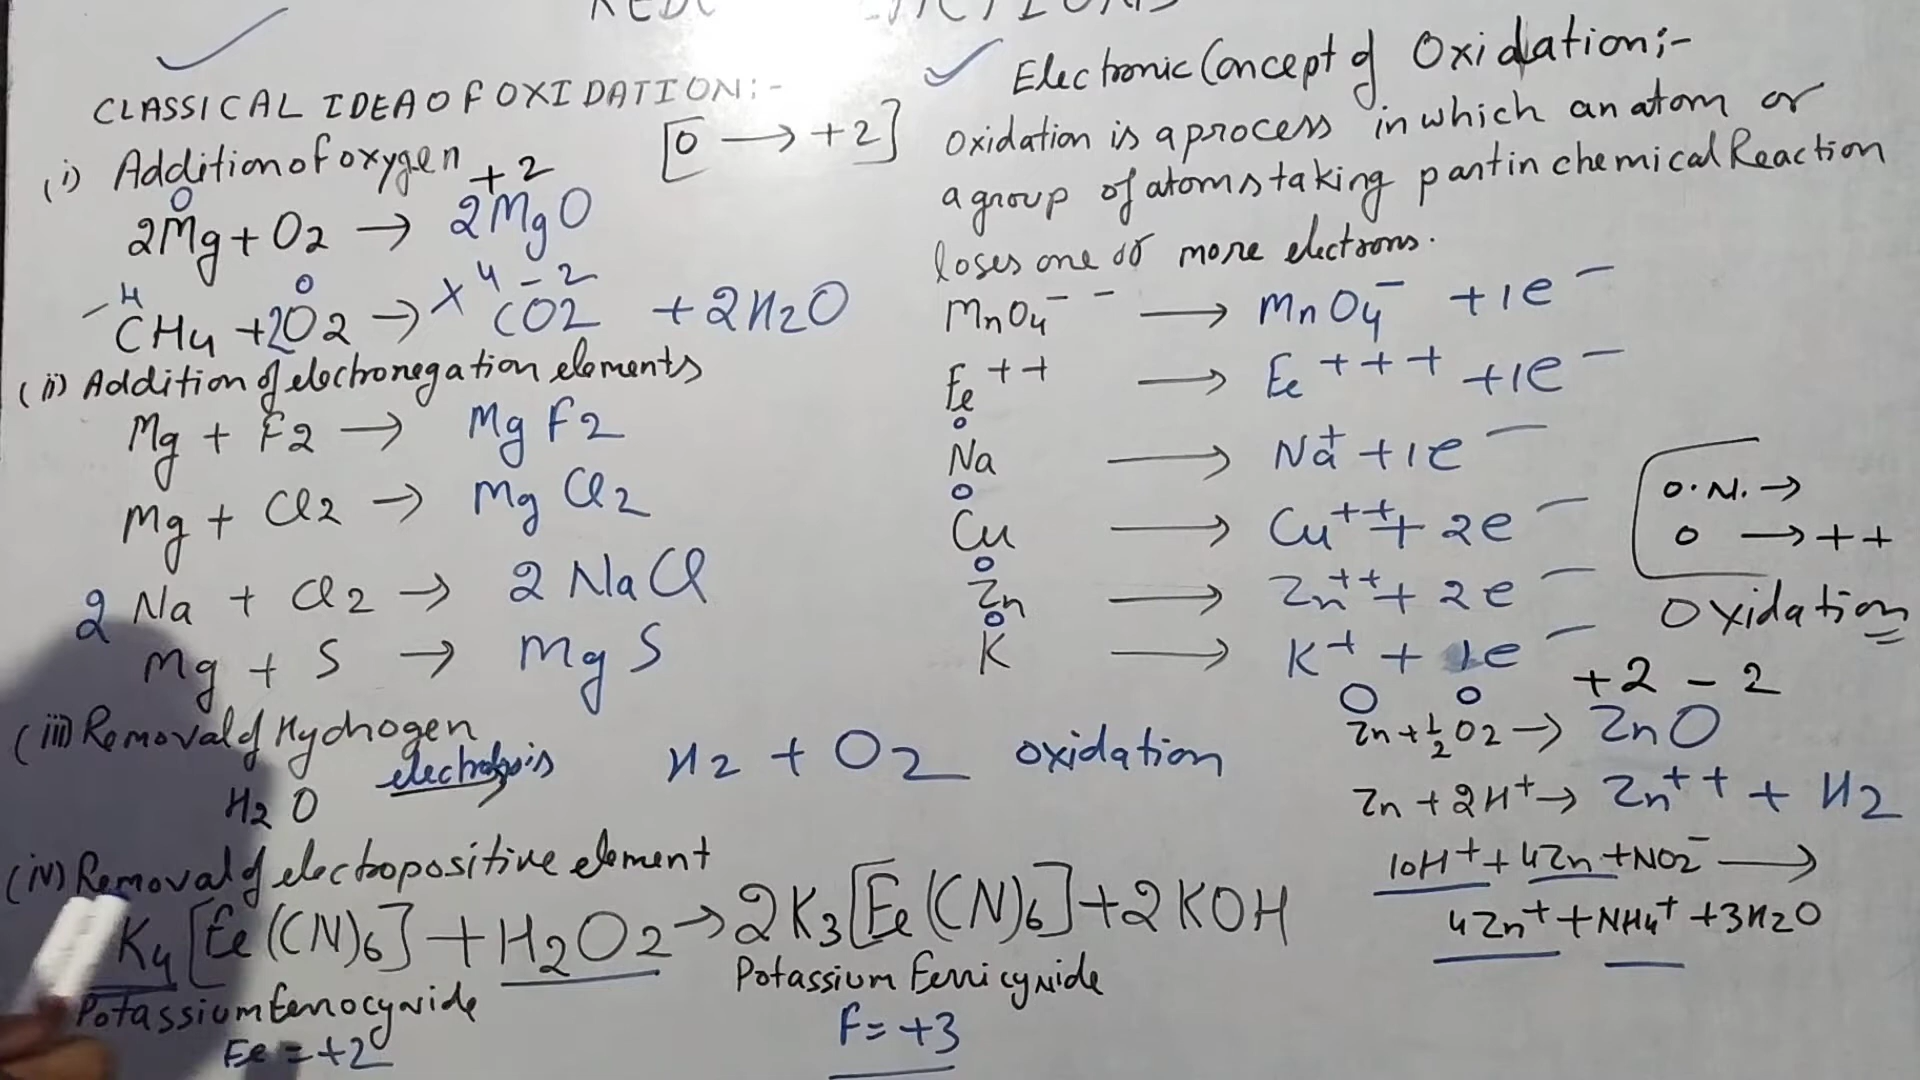 CLASSICAL IDEA OF OXIDATION:-
[0 → +2]
(i) Addition of oxygen
0 +2
2Mg + O2 → 2MgO
-4 0 x4 -2
CH4 + 2O2 → CO2 + 2H2O
(ii) Addition of electronegation elements
Mg + F2 → MgF2
Mg + Cl2 → MgCl2
2Na + Cl2 → 2NaCl
Mg + S → MgS
(iii) Removal of Hydrogen
electrolysis H2 + O2 oxidation
H2O
(iv) Removal of electropositive element
K4[Fe(CN)6] + H2O2 → 2K3[Fe(CN)6] + 2KOH
Potassium ferrocynide
Potassium Ferricynide
Fe = +2
F = +3
Electronic Concept of Oxidation:-
Oxidation is a process in which an atom or
a group of atoms taking part in chemical Reaction
loses one or more electrons.
MnO4-- → MnO4- + 1e-
Fe++ → Fe+++ + 1e-
0
Na → Na+ + 1e-
0
Cu → Cu++ + 2e-
0
Zn → Zn++ + 2e-
0
K → K+ + 1e-
O.N. →
0 → ++
Oxidation
0 0 +2 -2
Zn + 1/2 O2 → ZnO
Zn + 2H+ → Zn++ + H2
10H+ + 4Zn + NO2- →
4Zn+ + NH4+ + 3H2O